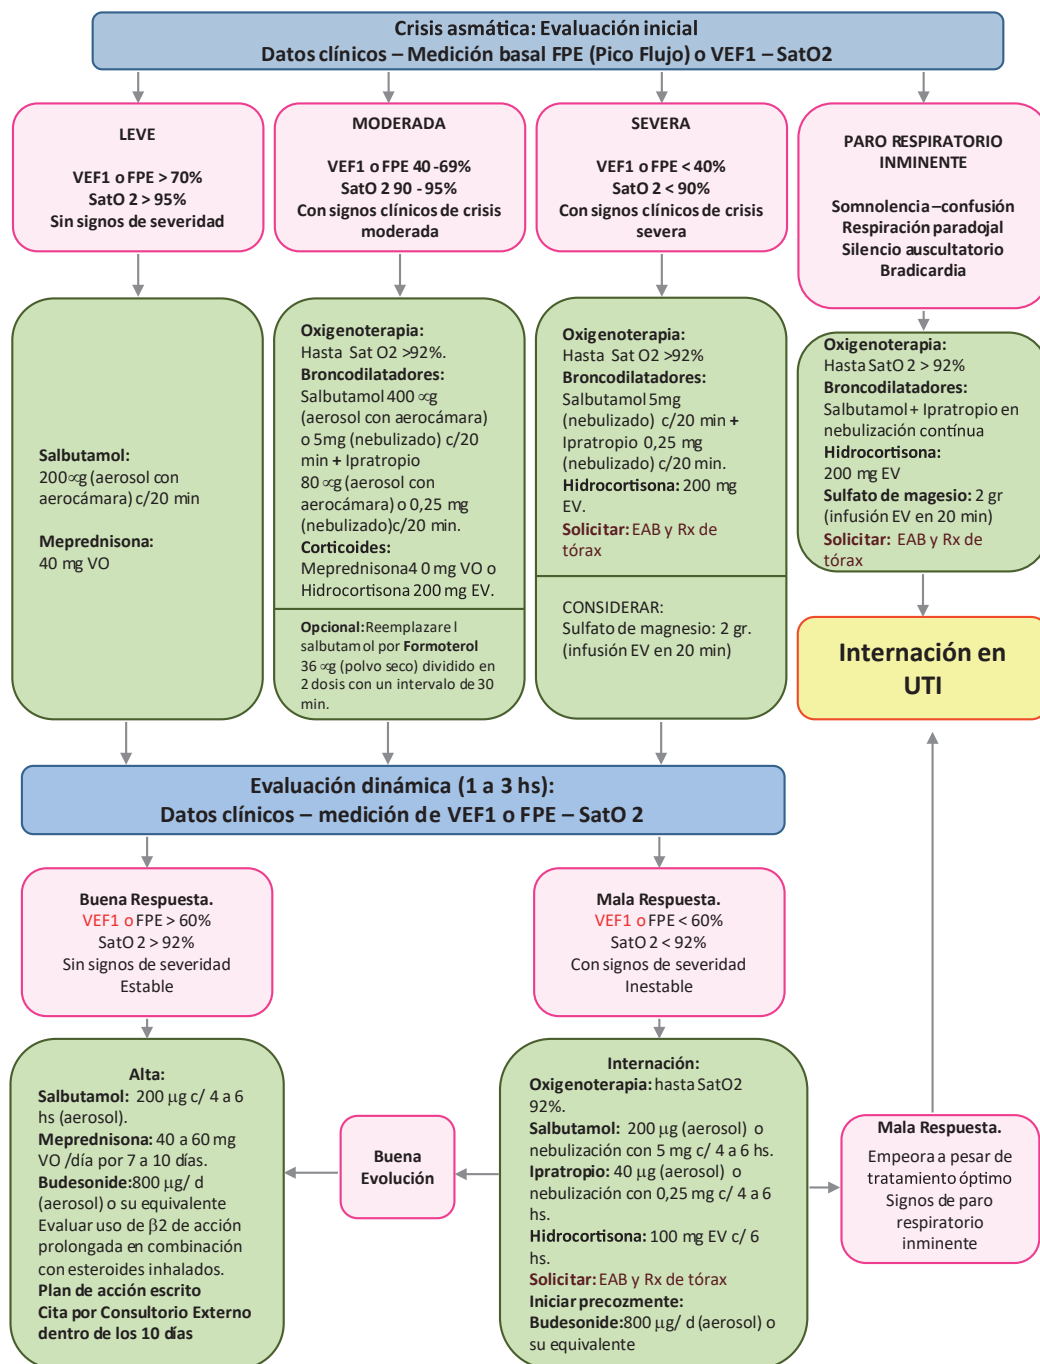 Crisis asmática: Evaluación inicial
Datos clínicos – Medición basal FPE (Pico Flujo) o VEF1 – SatO2
LEVE
VEF1 o FPE > 70%
SatO 2 > 95%
Sin signos de severidad
MODERADA
VEF1 o FPE 40 -69%
SatO 2 90 - 95%
Con signos clínicos de crisis
moderada
SEVERA
VEF1 o FPE < 40%
SatO 2 < 90%
Con signos clínicos de crisis
severa
PARO RESPIRATORIO
INMINENTE
Somnolencia –confusión
Respiración paradojal
Silencio auscultatorio
Bradicardia
Salbutamol:
200∝g (aerosol con
aerocámara) c/20 min
Meprednisona:
40 mg VO
Oxigenoterapia:
Hasta Sat O2 >92%.
Broncodilatadores:
Salbutamol 400 ∝g
(aerosol con aerocámara)
o 5mg (nebulizado) c/20
min + Ipratropio
80 ∝g (aerosol con
aerocámara) o 0,25 mg
(nebulizado)c/20 min.
Corticoides:
Meprednisona4 0 mg VO o
Hidrocortisona 200 mg EV.
Opcional: Reemplazare l
salbutamol por Formoterol
36 ∝g (polvo seco) dividido en
2 dosis con un intervalo de 30
min.
Oxigenoterapia:
Hasta Sat O2 >92%
Broncodilatadores:
Salbutamol 5mg
(nebulizado) c/20 min +
Ipratropio 0,25 mg
(nebulizado) c/20 min.
Hidrocortisona: 200 mg
EV.
Solicitar: EAB y Rx de
tórax
CONSIDERAR:
Sulfato de magnesio: 2 gr.
(infusión EV en 20 min)
Oxigenoterapia:
Hasta SatO 2 > 92%
Broncodilatadores:
Salbutamol + Ipratropio en
nebulización contínua
Hidrocortisona:
200 mg EV
Sulfato de magesio: 2 gr
(infusión EV en 20 min)
Solicitar: EAB y Rx de
tórax
Internación en
UTI
Evaluación dinámica (1 a 3 hs):
Datos clínicos – medición de VEF1 o FPE – SatO 2
Buena Respuesta.
VEF1 o FPE > 60%
SatO 2 > 92%
Sin signos de severidad
Estable
Mala Respuesta.
VEF1 o FPE < 60%
SatO 2 < 92%
Con signos de severidad
Inestable
Alta:
Salbutamol: 200 µg c/ 4 a 6
hs (aerosol).
Meprednisona: 40 a 60 mg
VO /día por 7 a 10 días.
Budesonide:800 µg/ d
(aerosol) o su equivalente
Evaluar uso de β2 de acción
prolongada en combinación
con esteroides inhalados.
Plan de acción escrito
Cita por Consultorio Externo
dentro de los 10 días
Buena
Evolución
Internación:
Oxigenoterapia: hasta SatO2
92%.
Salbutamol: 200 µg (aerosol) o
nebulización con 5 mg c/ 4 a 6 hs.
Ipratropio: 40 µg (aerosol) o
nebulización con 0,25 mg c/ 4 a 6
hs.
Hidrocortisona: 100 mg EV c/ 6
hs.
Solicitar: EAB y Rx de tórax
Iniciar precozmente:
Budesonide:800 µg/ d (aerosol) o
su equivalente
Mala Respuesta.
Empeora a pesar de
tratamiento óptimo
Signos de paro
respiratorio
inminente